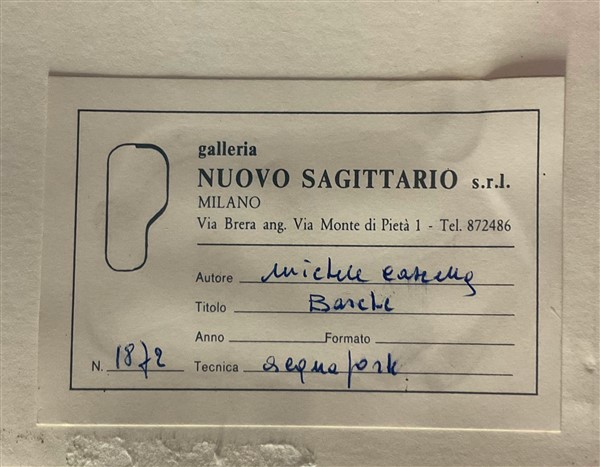 galleria
NUOVO SAGITTARIO s.r.l.
MILANO
Via Brera ang. Via Monte di Pietà 1 - Tel. 872486
Autore Michele Cascella
Titolo Barche
Anno Formato
N. 1872 Tecnica acquaforte